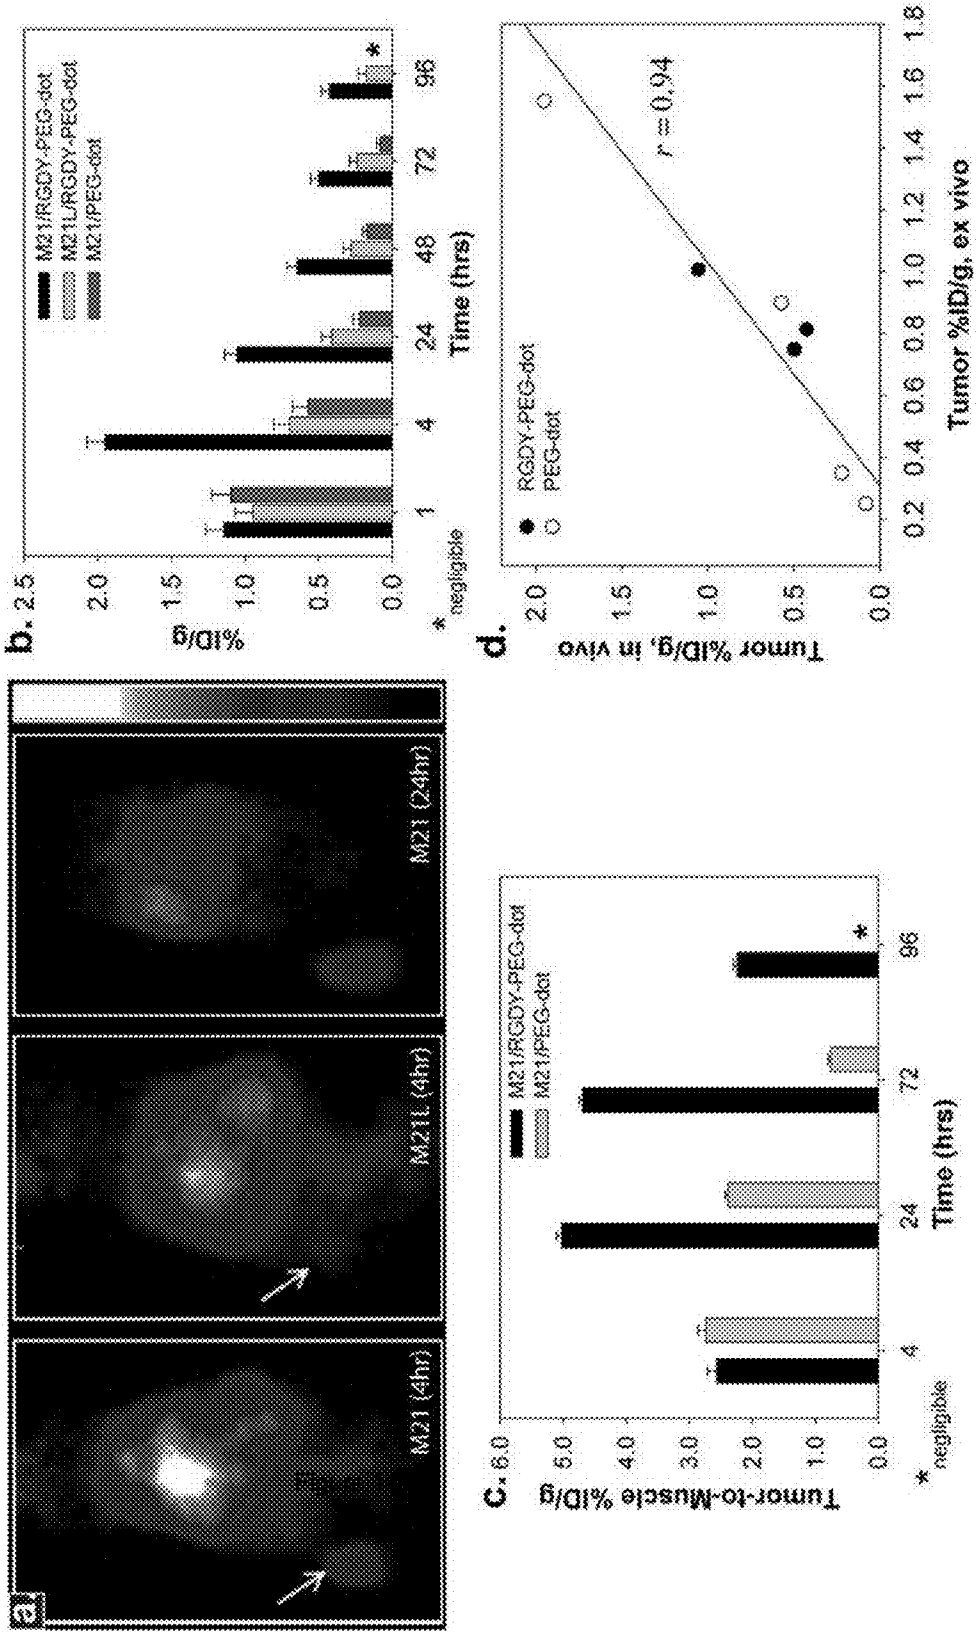 a
M21 (4hr)
M21L (4hr)
M21 (24hr)
b.
%ID/g
2.5
2.0
1.5
1.0
0.5
0.0
M21/RGDY-PEG-dot
M21L/RGDY-PEG-dot
M21/PEG-dot
*
1 4 24 48 72 96
Time (hrs)
* negligible
c.
Tumor-to-Muscle %ID/g
6.0
5.0
4.0
3.0
2.0
1.0
0.0
M21/RGDY-PEG-dot
M21/PEG-dot
*
4 24 72 96
Time (hrs)
* negligible
d.
Tumor %ID/g, in vivo
2.0
1.5
1.0
0.5
0.0
RGDY-PEG-dot
PEG-dot
r = 0.94
0.2 0.4 0.6 0.8 1.0 1.2 1.4 1.6 1.8
Tumor %ID/g, ex vivo